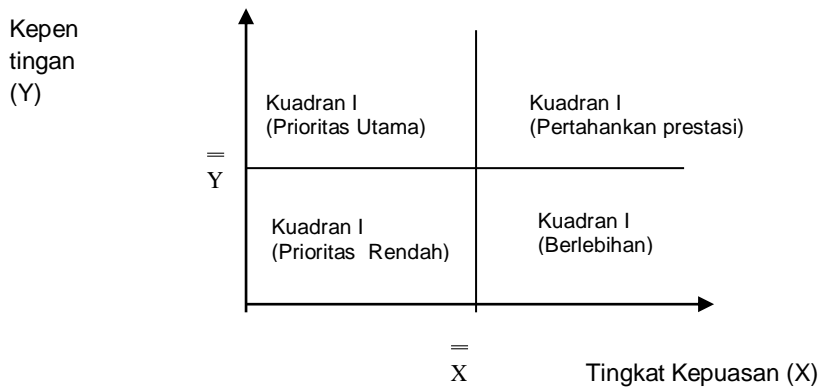 Kepen
tingan
(Y)
Kuadran I
(Prioritas Utama)
Kuadran I
(Pertahankan prestasi)
Y
Kuadran I
(Prioritas Rendah)
Kuadran I
(Berlebihan)
X
Tingkat Kepuasan (X)